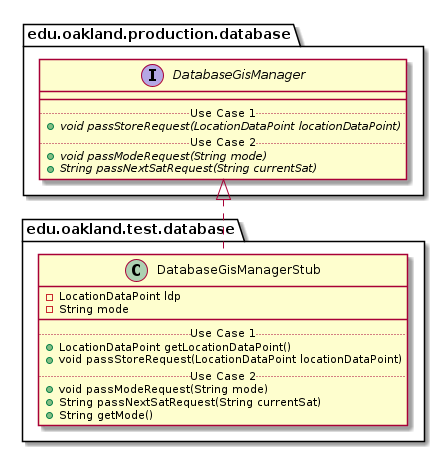 edu.oakland.production.database
I DatabaseGisManager
Use Case 1
void passStoreRequest(LocationDataPoint locationDataPoint)
Use Case 2
void passModeRequest(String mode)
String passNextSatRequest(String currentSat)
edu.oakland.test.database
C DatabaseGisManagerStub
LocationDataPoint ldp
String mode
Use Case 1
LocationDataPoint getLocationDataPoint()
void passStoreRequest(LocationDataPoint locationDataPoint)
Use Case 2
void passModeRequest(String mode)
String passNextSatRequest(String currentSat)
String getMode()